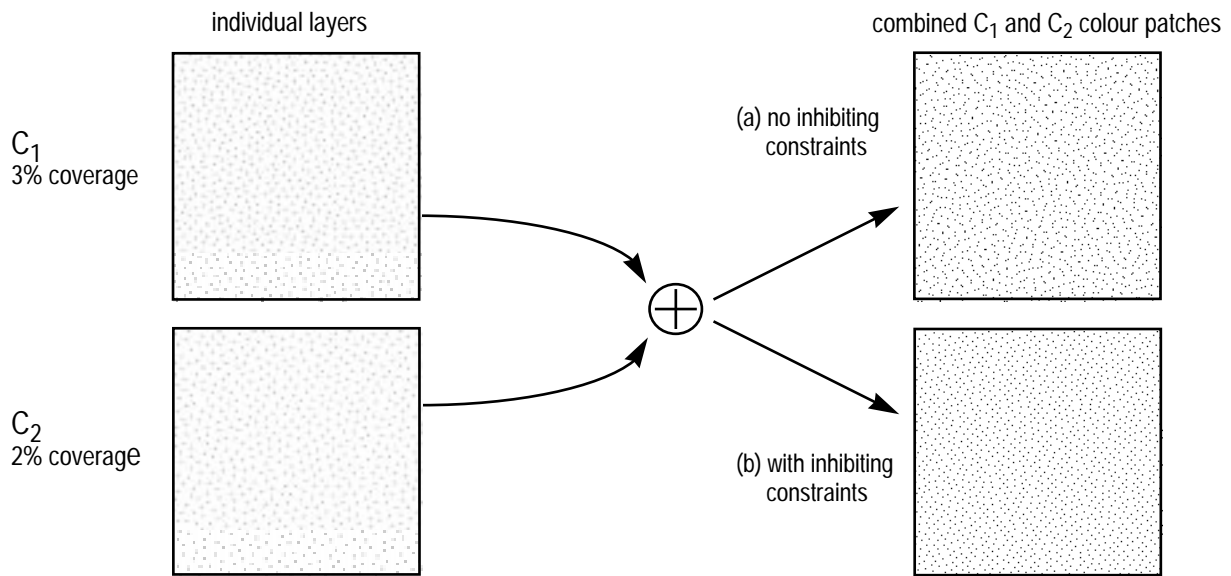 individual layers
combined C₁ and C₂ colour patches
C₁
3% coverage
(a) no inhibiting
constraints
C₂
2% coverage
(b) with inhibiting
constraints